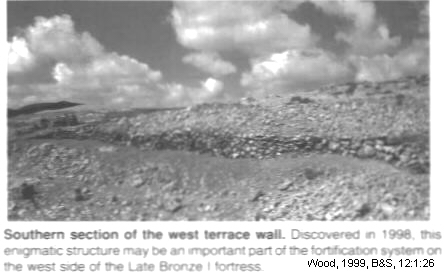 Southern section of the west terrace wall. Discovered in 1998, this
enigmatic structure may be an important part of the fortification system on
the west side of the Late Bronze I fortress.
Wood, 1999, B&S, 12:1:26